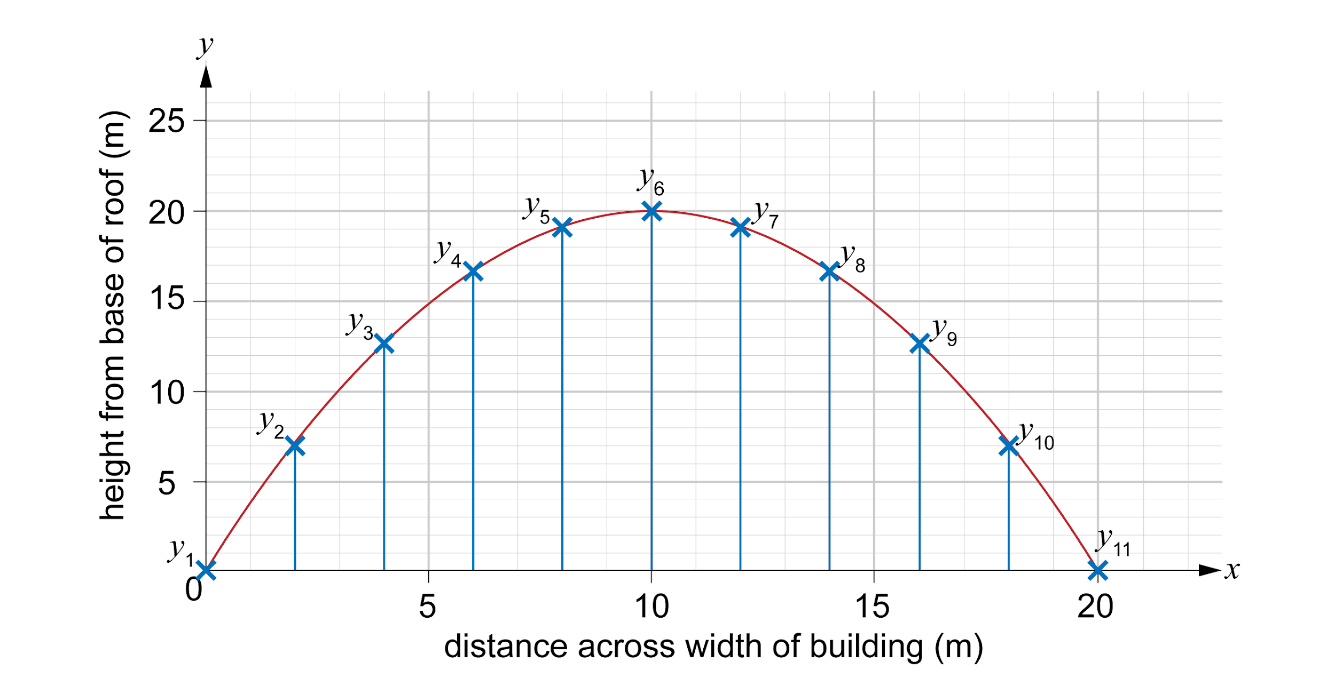 y
height from base of roof (m)
25
20
15
10
5
0
y1
y2
y3
y4
y5
y6
y7
y8
y9
y10
y11
x
5
10
15
20
distance across width of building (m)